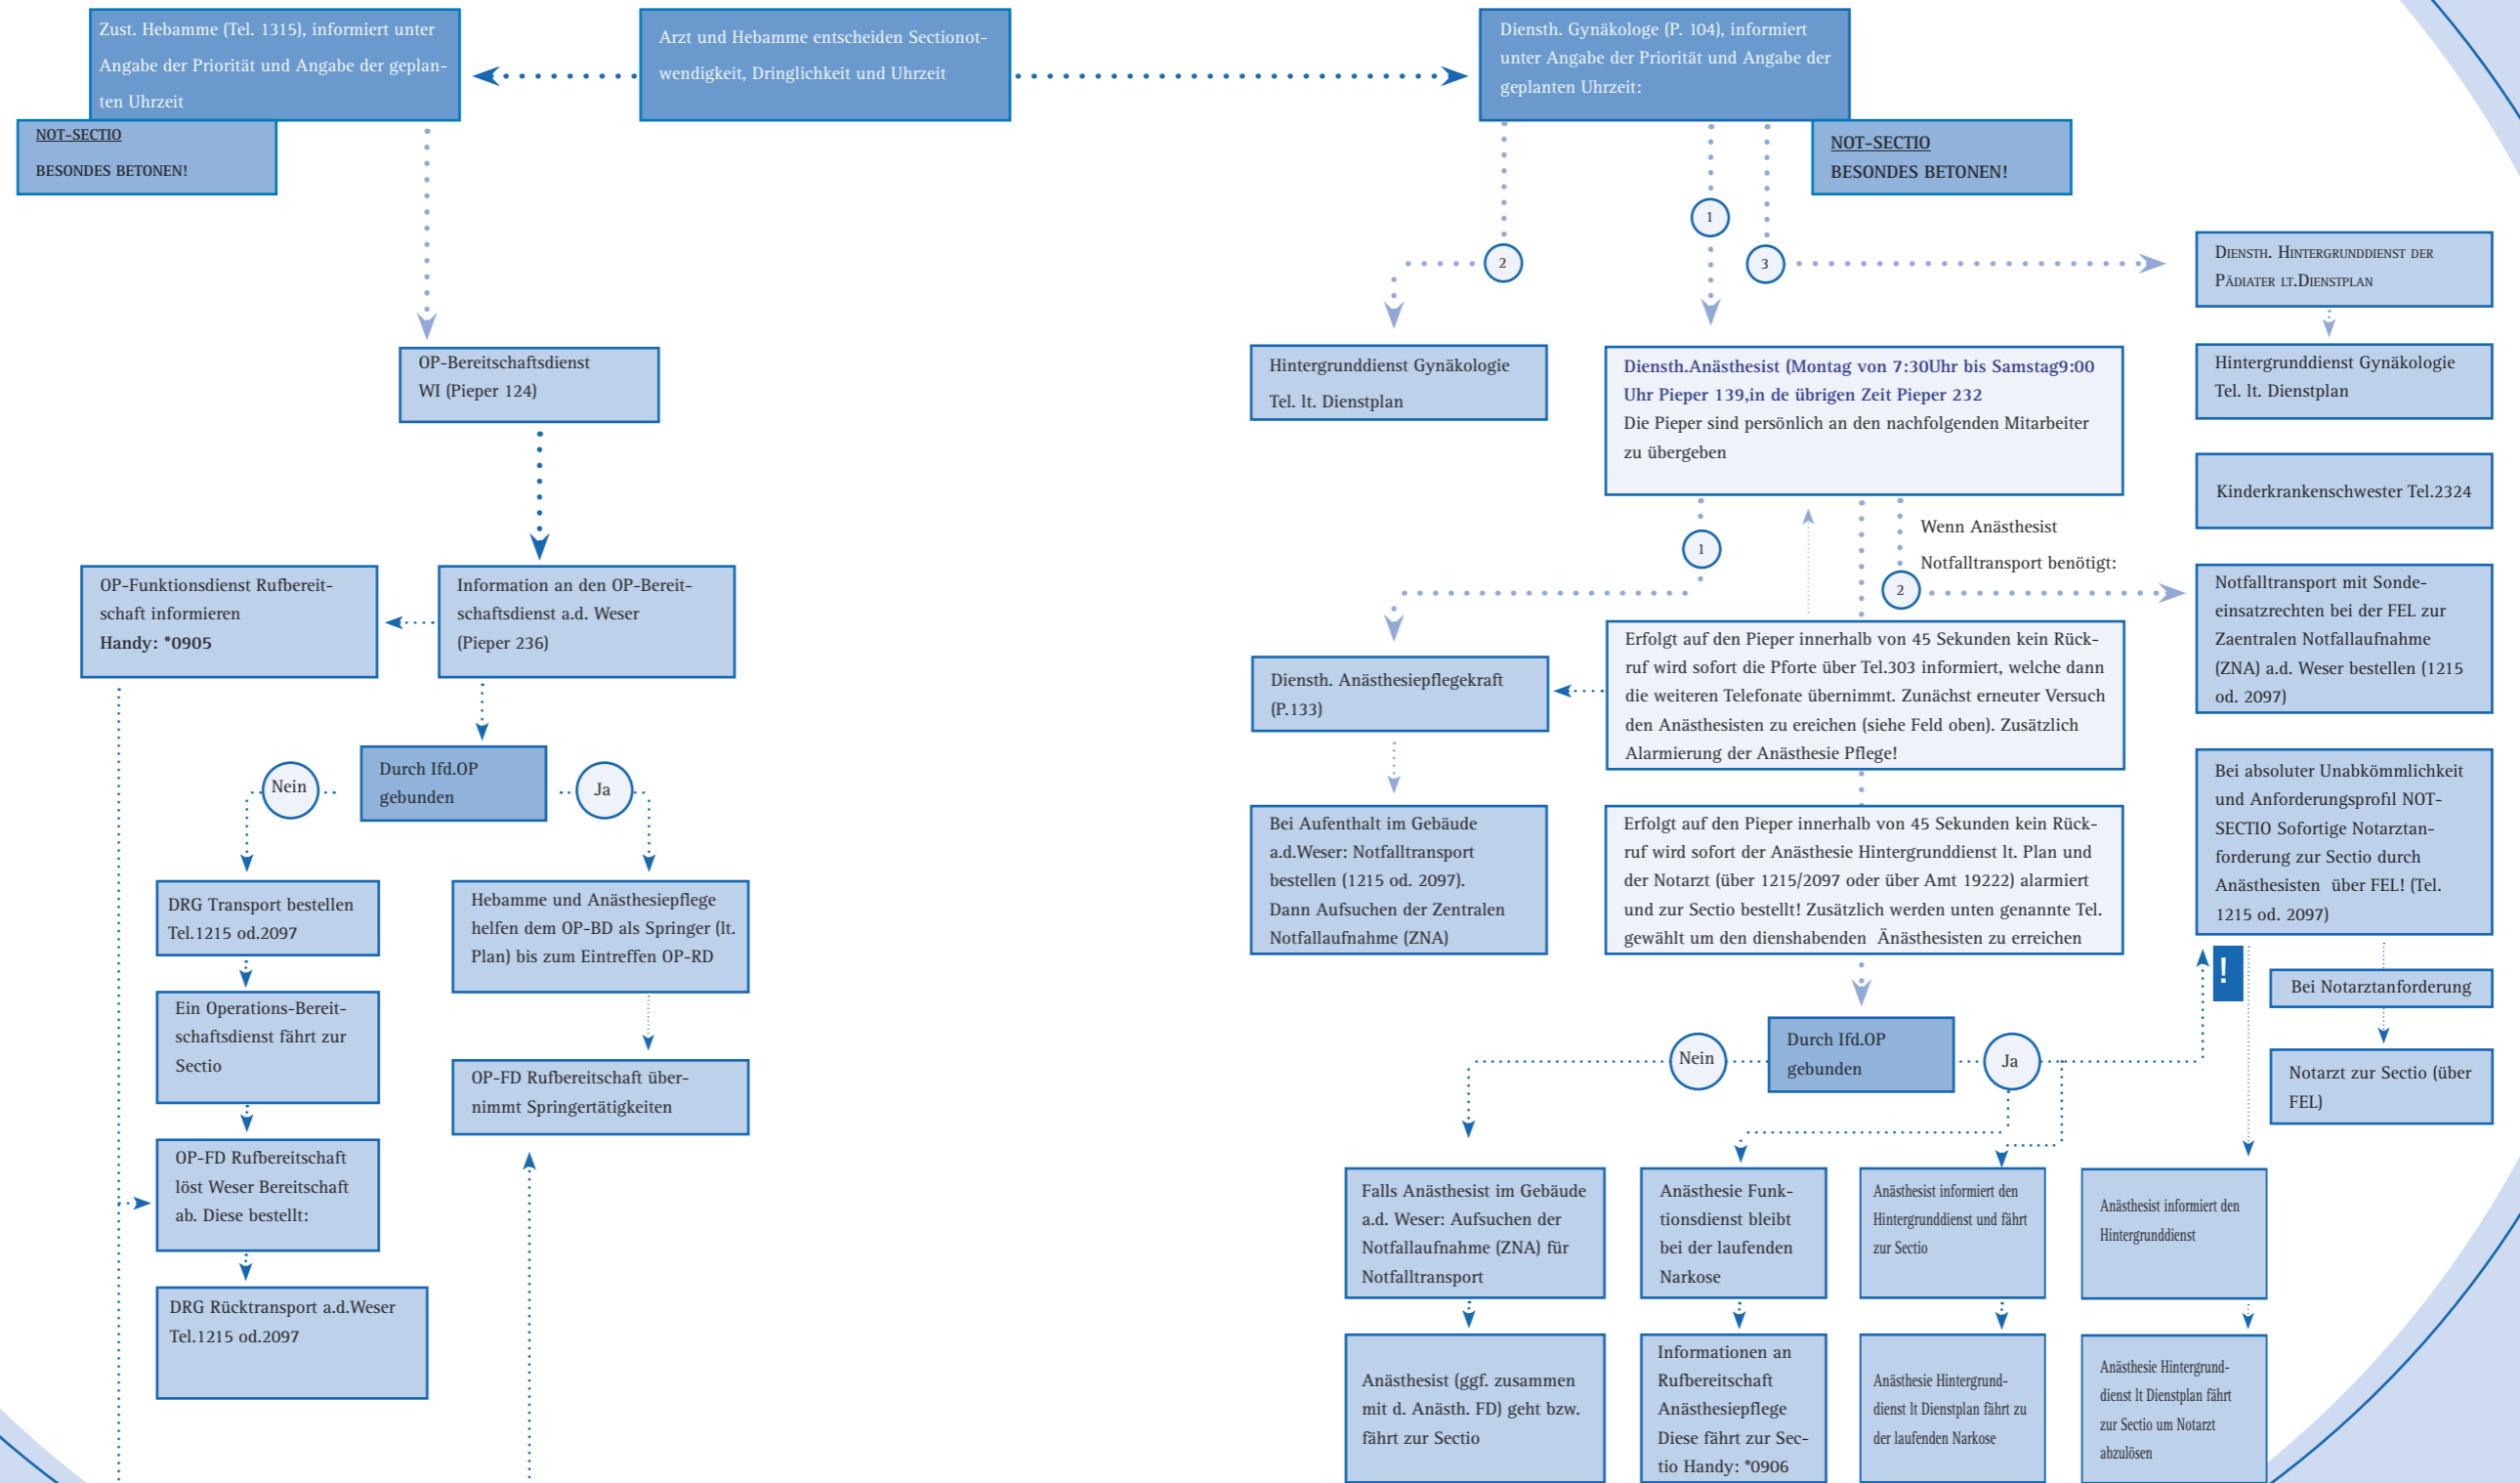 Zust. Hebamme (Tel. 1315), informiert unter
Angabe der Priorität und Angabe der geplan-
ten Uhrzeit
NOT-SECTIO
BESONDES BETONEN!
Arzt und Hebamme entscheiden Sectionot-
wendigkeit, Dringlichkeit und Uhrzeit
Diensth. Gynäkologe (P. 104), informiert
unter Angabe der Priorität und Angabe der
geplanten Uhrzeit:
NOT-SECTIO
BESONDES BETONEN!
OP-Bereitschaftsdienst
WI (Pieper 124)
OP-Funktionsdienst Rufbereit-
schaft informieren
Handy: *0905
Information an den OP-Bereit-
schaftsdienst a.d. Weser
(Pieper 236)
Durch Ifd.OP
gebunden
Nein
Ja
DRG Transport bestellen
Tel.1215 od.2097
Ein Operations-Bereit-
schaftsdienst fährt zur
Sectio
OP-FD Rufbereitschaft
löst Weser Bereitschaft
ab. Diese bestellt:
DRG Rücktransport a.d.Weser
Tel.1215 od.2097
Hebamme und Anästhesiepflege
helfen dem OP-BD als Springer (lt.
Plan) bis zum Eintreffen OP-RD
OP-FD Rufbereitschaft über-
nimmt Springertätigkeiten
1
2
3
Hintergrunddienst Gynäkologie
Tel. lt. Dienstplan
Diensth.Anästhesist (Montag von 7:30Uhr bis Samstag9:00
Uhr Pieper 139,in de übrigen Zeit Pieper 232
Die Pieper sind persönlich an den nachfolgenden Mitarbeiter
zu übergeben
Diensth. Hintergrunddienst der
Pädiater lt.Dienstplan
Hintergrunddienst Gynäkologie
Tel. lt. Dienstplan
Kinderkrankenschwester Tel.2324
1
Wenn Anästhesist
Notfalltransport benötigt:
2
Notfalltransport mit Sonde-
einsatzrechten bei der FEL zur
Zaentralen Notfallaufnahme
(ZNA) a.d. Weser bestellen (1215
od. 2097)
Diensth. Anästhesiepflegekraft
(P.133)
Erfolgt auf den Pieper innerhalb von 45 Sekunden kein Rück-
ruf wird sofort die Pforte über Tel.303 informiert, welche dann
die weiteren Telefonate übernimmt. Zunächst erneuter Versuch
den Anästhesisten zu ereichen (siehe Feld oben). Zusätzlich
Alarmierung der Anästhesie Pflege!
Bei Aufenthalt im Gebäude
a.d.Weser: Notfalltransport
bestellen (1215 od. 2097).
Dann Aufsuchen der Zentralen
Notfallaufnahme (ZNA)
Erfolgt auf den Pieper innerhalb von 45 Sekunden kein Rück-
ruf wird sofort der Anästhesie Hintergrunddienst lt. Plan und
der Notarzt (über 1215/2097 oder über Amt 19222) alarmiert
und zur Sectio bestellt! Zusätzlich werden unten genannte Tel.
gewählt um den dienshabenden Änästhesisten zu erreichen
Bei absoluter Unabkömmlichkeit
und Anforderungsprofil NOT-
SECTIO Sofortige Notarztan-
forderung zur Sectio durch
Anästhesisten über FEL! (Tel.
1215 od. 2097)
!
Bei Notarztanforderung
Notarzt zur Sectio (über
FEL)
Nein
Durch Ifd.OP
gebunden
Ja
Falls Anästhesist im Gebäude
a.d. Weser: Aufsuchen der
Notfallaufnahme (ZNA) für
Notfalltransport
Anästhesie Funk-
tionsdienst bleibt
bei der laufenden
Narkose
Anästhesist informiert den
Hintergrunddienst und fährt
zur Sectio
Anästhesist informiert den
Hintergrunddienst
Anästhesist (ggf. zusammen
mit d. Anästh. FD) geht bzw.
fährt zur Sectio
Informationen an
Rufbereitschaft
Anästhesiepflege
Diese fährt zur Sec-
tio Handy: *0906
Anästhesie Hintergrund-
dienst lt Dienstplan fährt zu
der laufenden Narkose
Anästhesie Hintergrund-
dienst lt Dienstplan fährt
zur Sectio um Notarzt
abzulösen